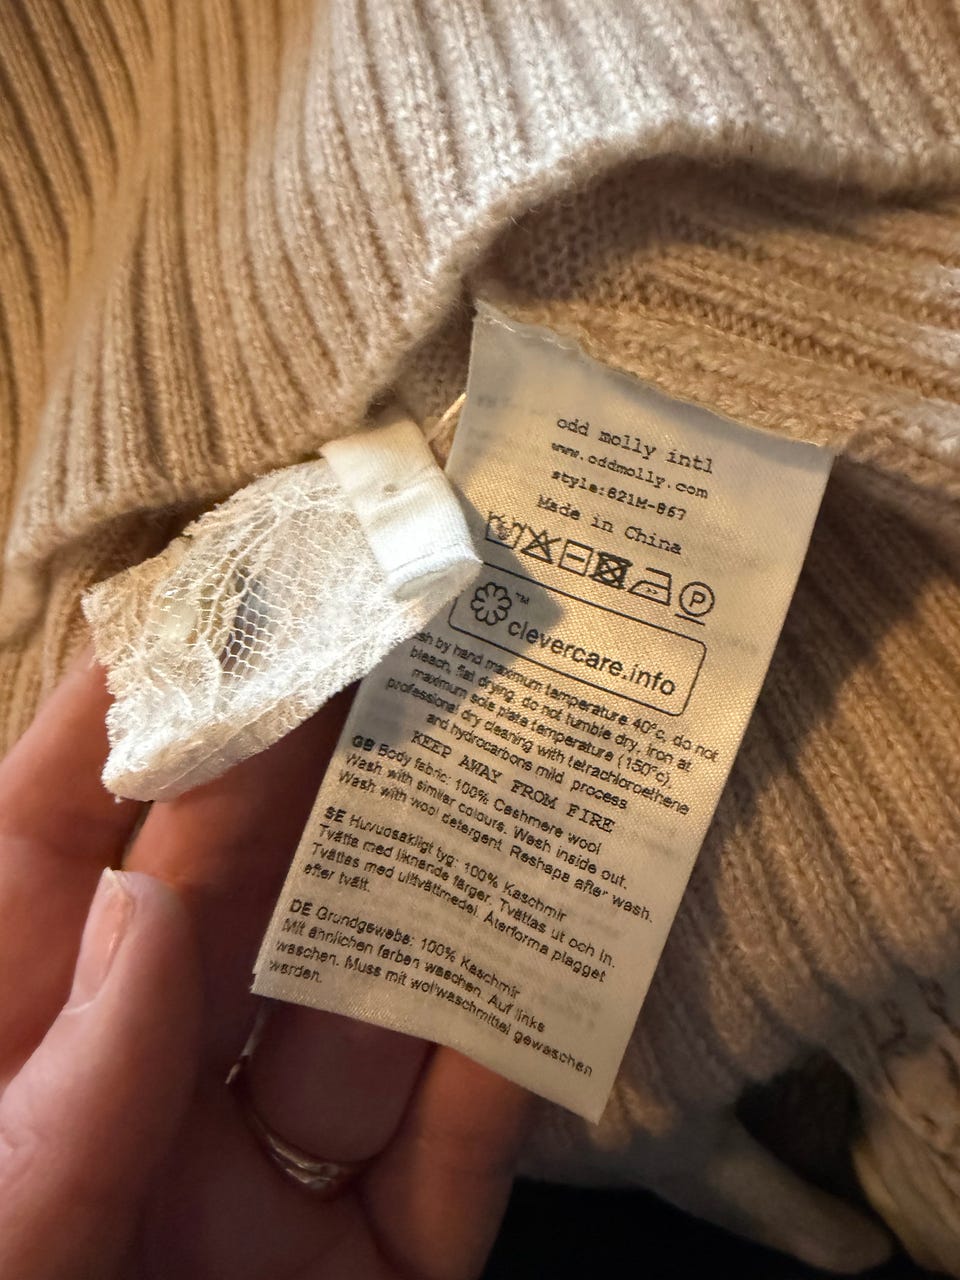 odd molly intl
www.oddmolly.com
style:821M-867
Made in China
P
clevercare.info™
by hand maximum temperature 40°c, do not
bleach, flat drying, do not tumble dry, iron at
maximum sole plate temperature (150°c),
professional dry cleaning with tetrachloroethene
and hydrocarbons mild process
KEEP AWAY FROM FIRE
GB Body fabric: 100% Cashmere wool
Wash with similar colours. Wash inside out.
Wash with wool detergent. Reshape after wash.
SE Huvudsakligt tyg: 100% Kaschmir
Tvätta med liknande färger. Tvättas ut och in.
Tvättas med ulltvättmedel. Återforma plagget
efter tvätt.
DE Grundgewebe: 100% Kaschmir
Mit ähnlichen farben waschen. Auf links
waschen. Muss mit wollwaschmittel gewaschen
werden.